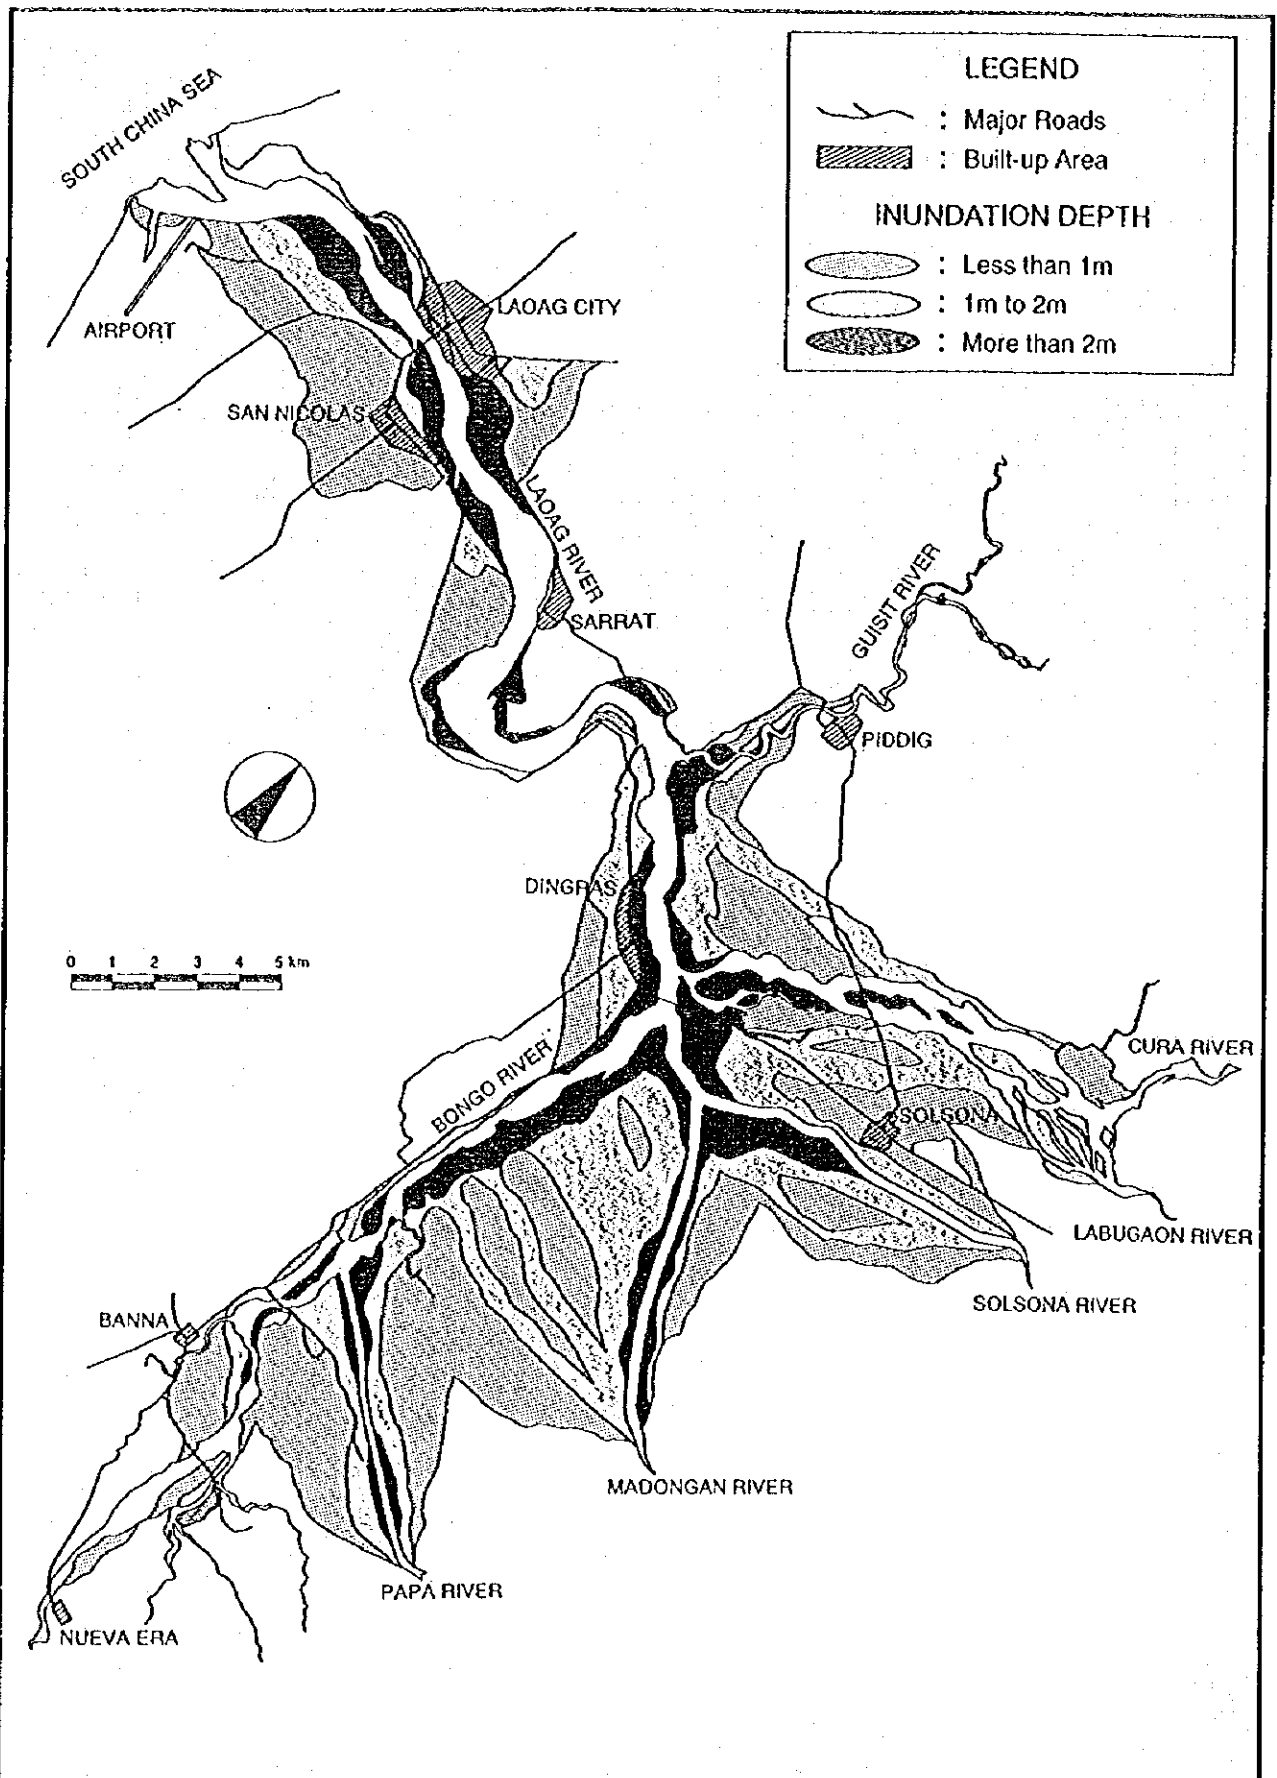 LEGEND
: Major Roads
: Built-up Area
INUNDATION DEPTH
: Less than 1m
: 1m to 2m
: More than 2m
SOUTH CHINA SEA
AIRPORT
LAOAG CITY
SAN NICOLAS
LAOAG RIVER
SARRAT
GUISIT RIVER
PIDDIG
DINGRAS
0 1 2 3 4 5 km
BONGO RIVER
CURA RIVER
SOLSONA
LABUGAON RIVER
SOLSONA RIVER
BANNA
MADONGAN RIVER
PAPA RIVER
NUEVA ERA